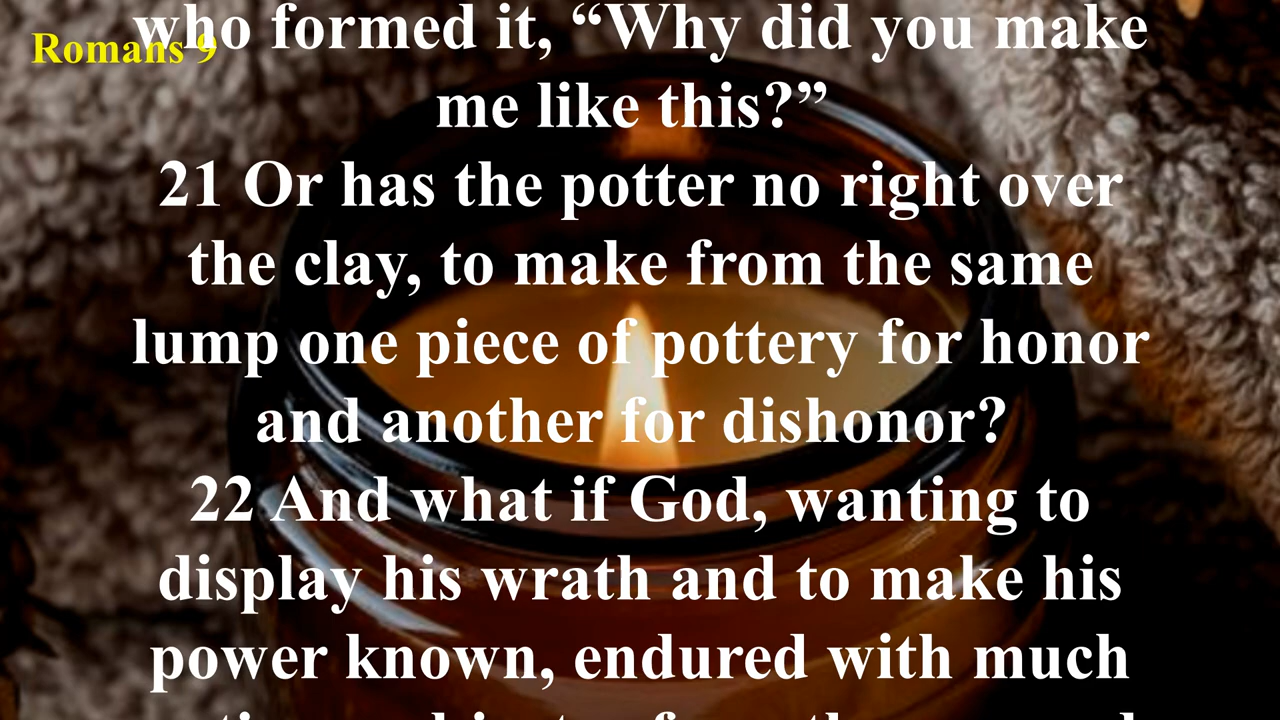 Romans 9
who formed it, “Why did you make
me like this?”
21 Or has the potter no right over
the clay, to make from the same
lump one piece of pottery for honor
and another for dishonor?
22 And what if God, wanting to
display his wrath and to make his
power known, endured with much